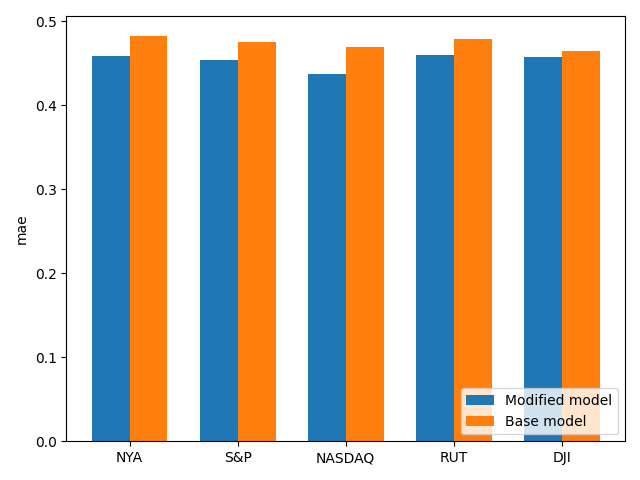 0.5
0.4
0.3
0.2
0.1
0.0
mae
NYA
S&P
NASDAQ
RUT
DJI
Modified model
Base model